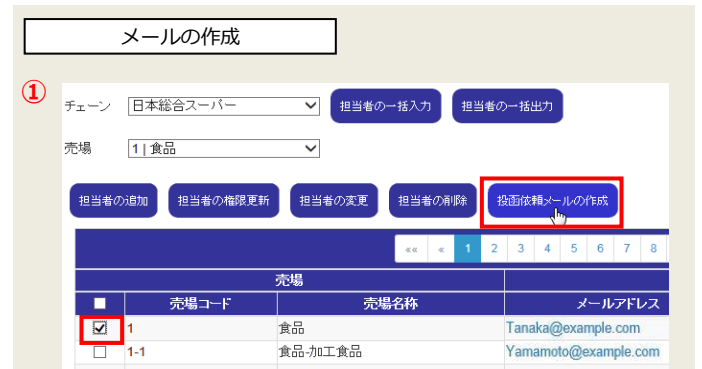 メールの作成
①
チェーン 日本総合スーパー 担当者の一括入力 担当者の一括出力
売場 1 | 食品
担当者の追加 担当者の権限更新 担当者の変更 担当者の削除 投函依頼メールの作成
«« « 1 2 3 4 5 6 7 8
売場
売場コード 売場名称 メールアドレス
1 食品 Tanaka@example.com
1-1 食品-加工食品 Yamamoto@example.com